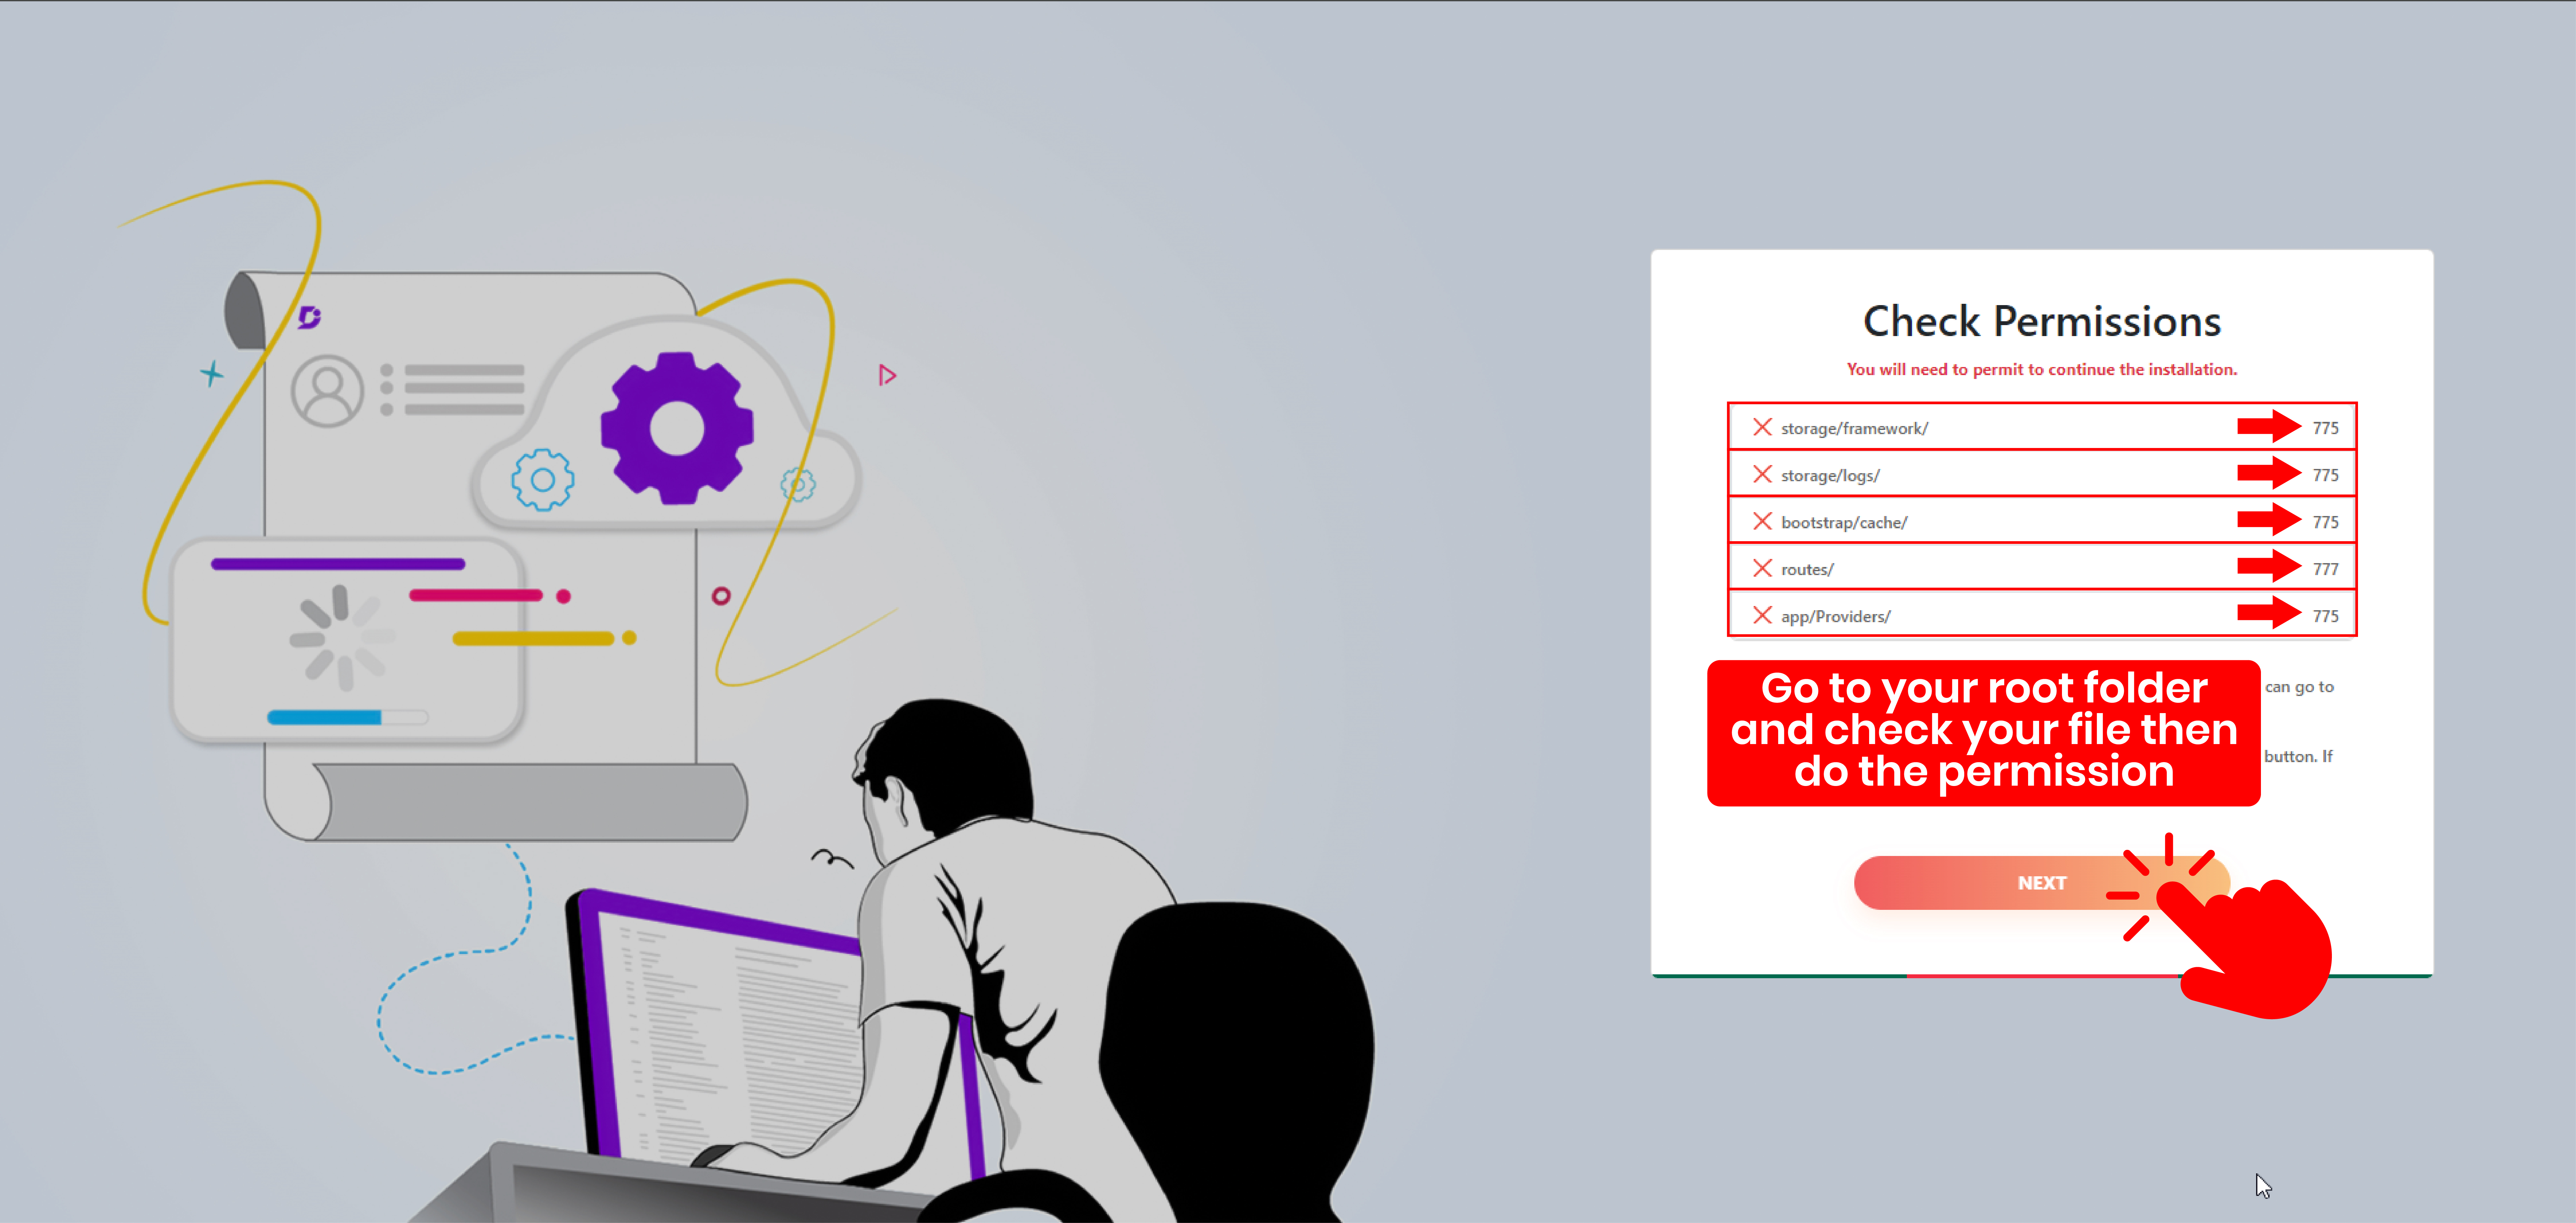 Check Permissions
You will need to permit to continue the installation.
storage/framework/ 775
storage/logs/ 775
bootstrap/cache/ 775
routes/ 777
app/Providers/ 775
Go to your root folder
and check your file then
do the permission
can go to
button. If
NEXT